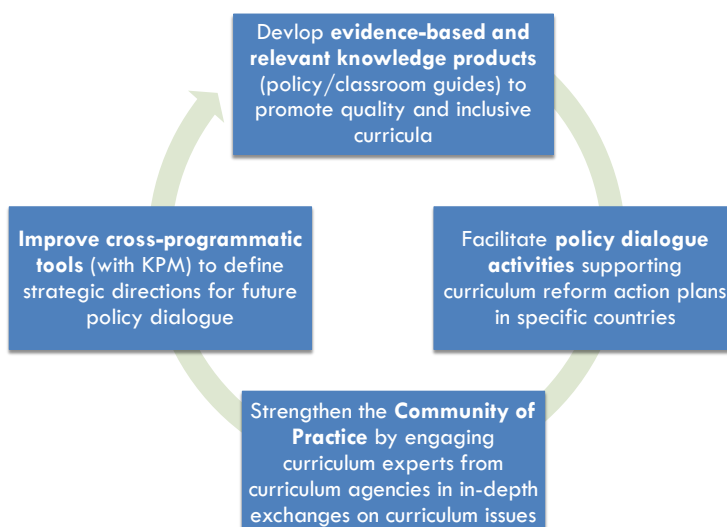 Devlop evidence-based and
relevant knowledge products
(policy/classroom guides) to
promote quality and inclusive
curricula
Facilitate policy dialogue
activities supporting
curriculum reform action plans
in specific countries
Strengthen the Community of
Practice by engaging
curriculum experts from
curriculum agencies in in-depth
exchanges on curriculum issues
Improve cross-programmatic
tools (with KPM) to define
strategic directions for future
policy dialogue